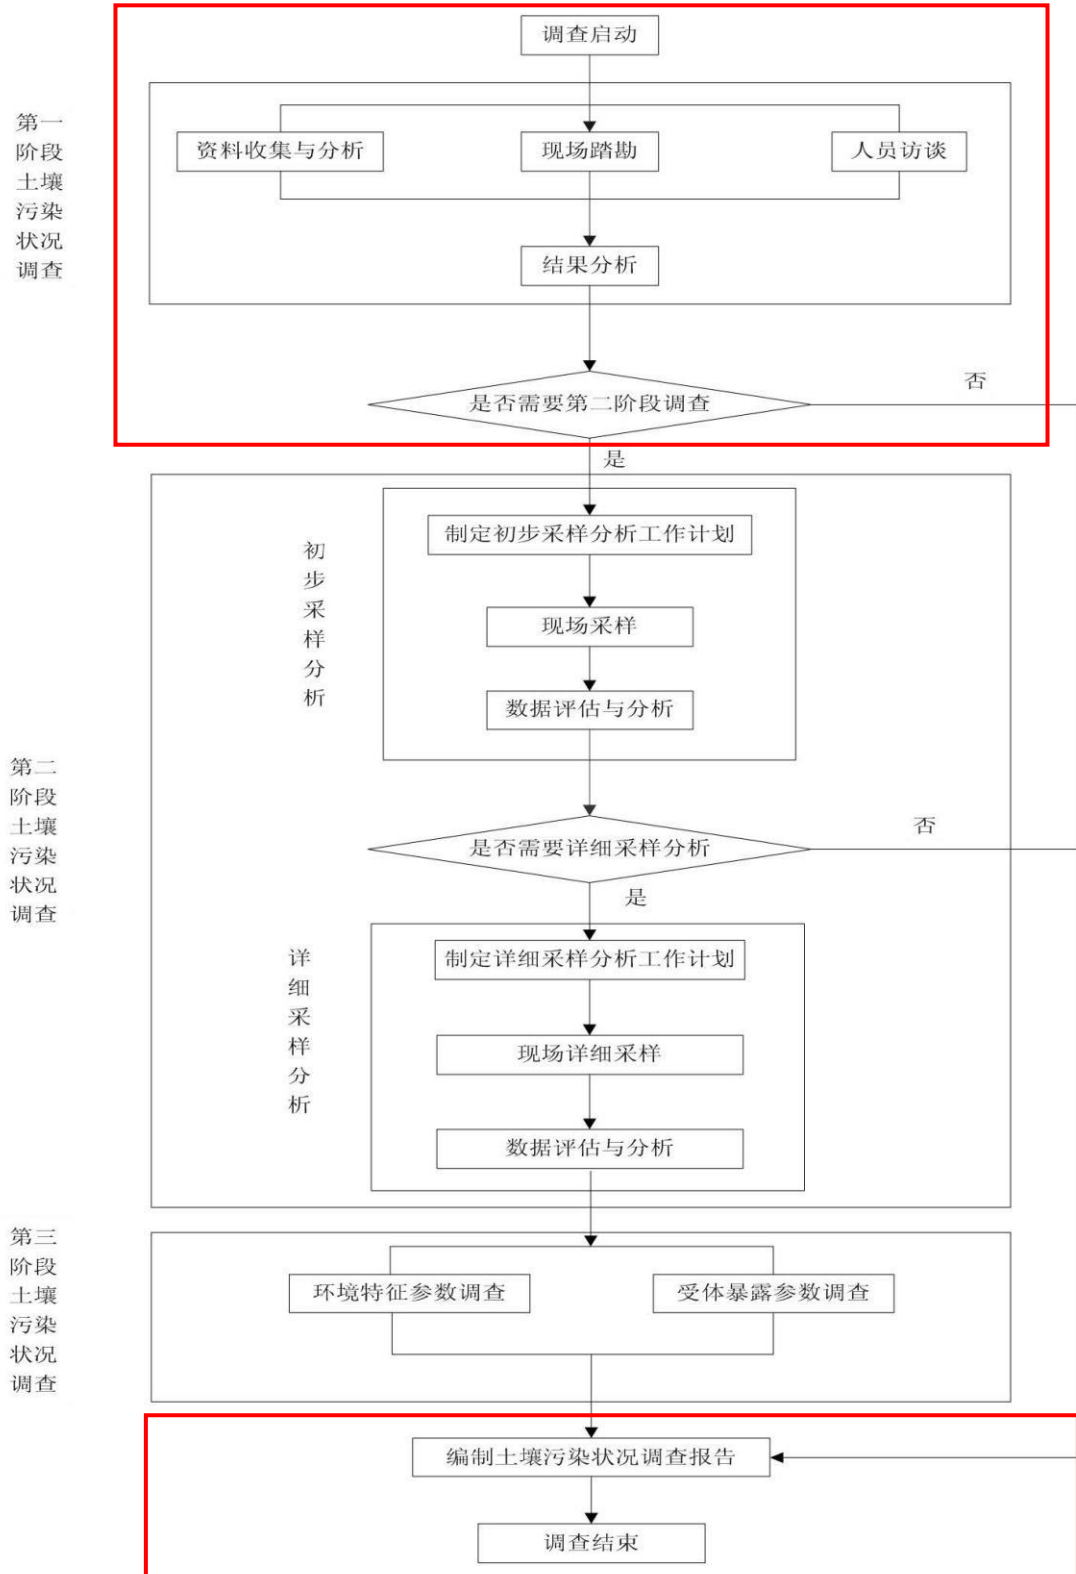 调查启动
第一
阶段
土壤
污染
状况
调查
资料收集与分析
现场踏勘
人员访谈
结果分析
是否需要第二阶段调查
否
是
初
步
采
样
分
析
制定初步采样分析工作计划
现场采样
数据评估与分析
第二
阶段
土壤
污染
状况
调查
是否需要详细采样分析
否
是
详
细
采
样
分
析
制定详细采样分析工作计划
现场详细采样
数据评估与分析
第三
阶段
土壤
污染
状况
调查
环境特征参数调查
受体暴露参数调查
编制土壤污染状况调查报告
调查结束